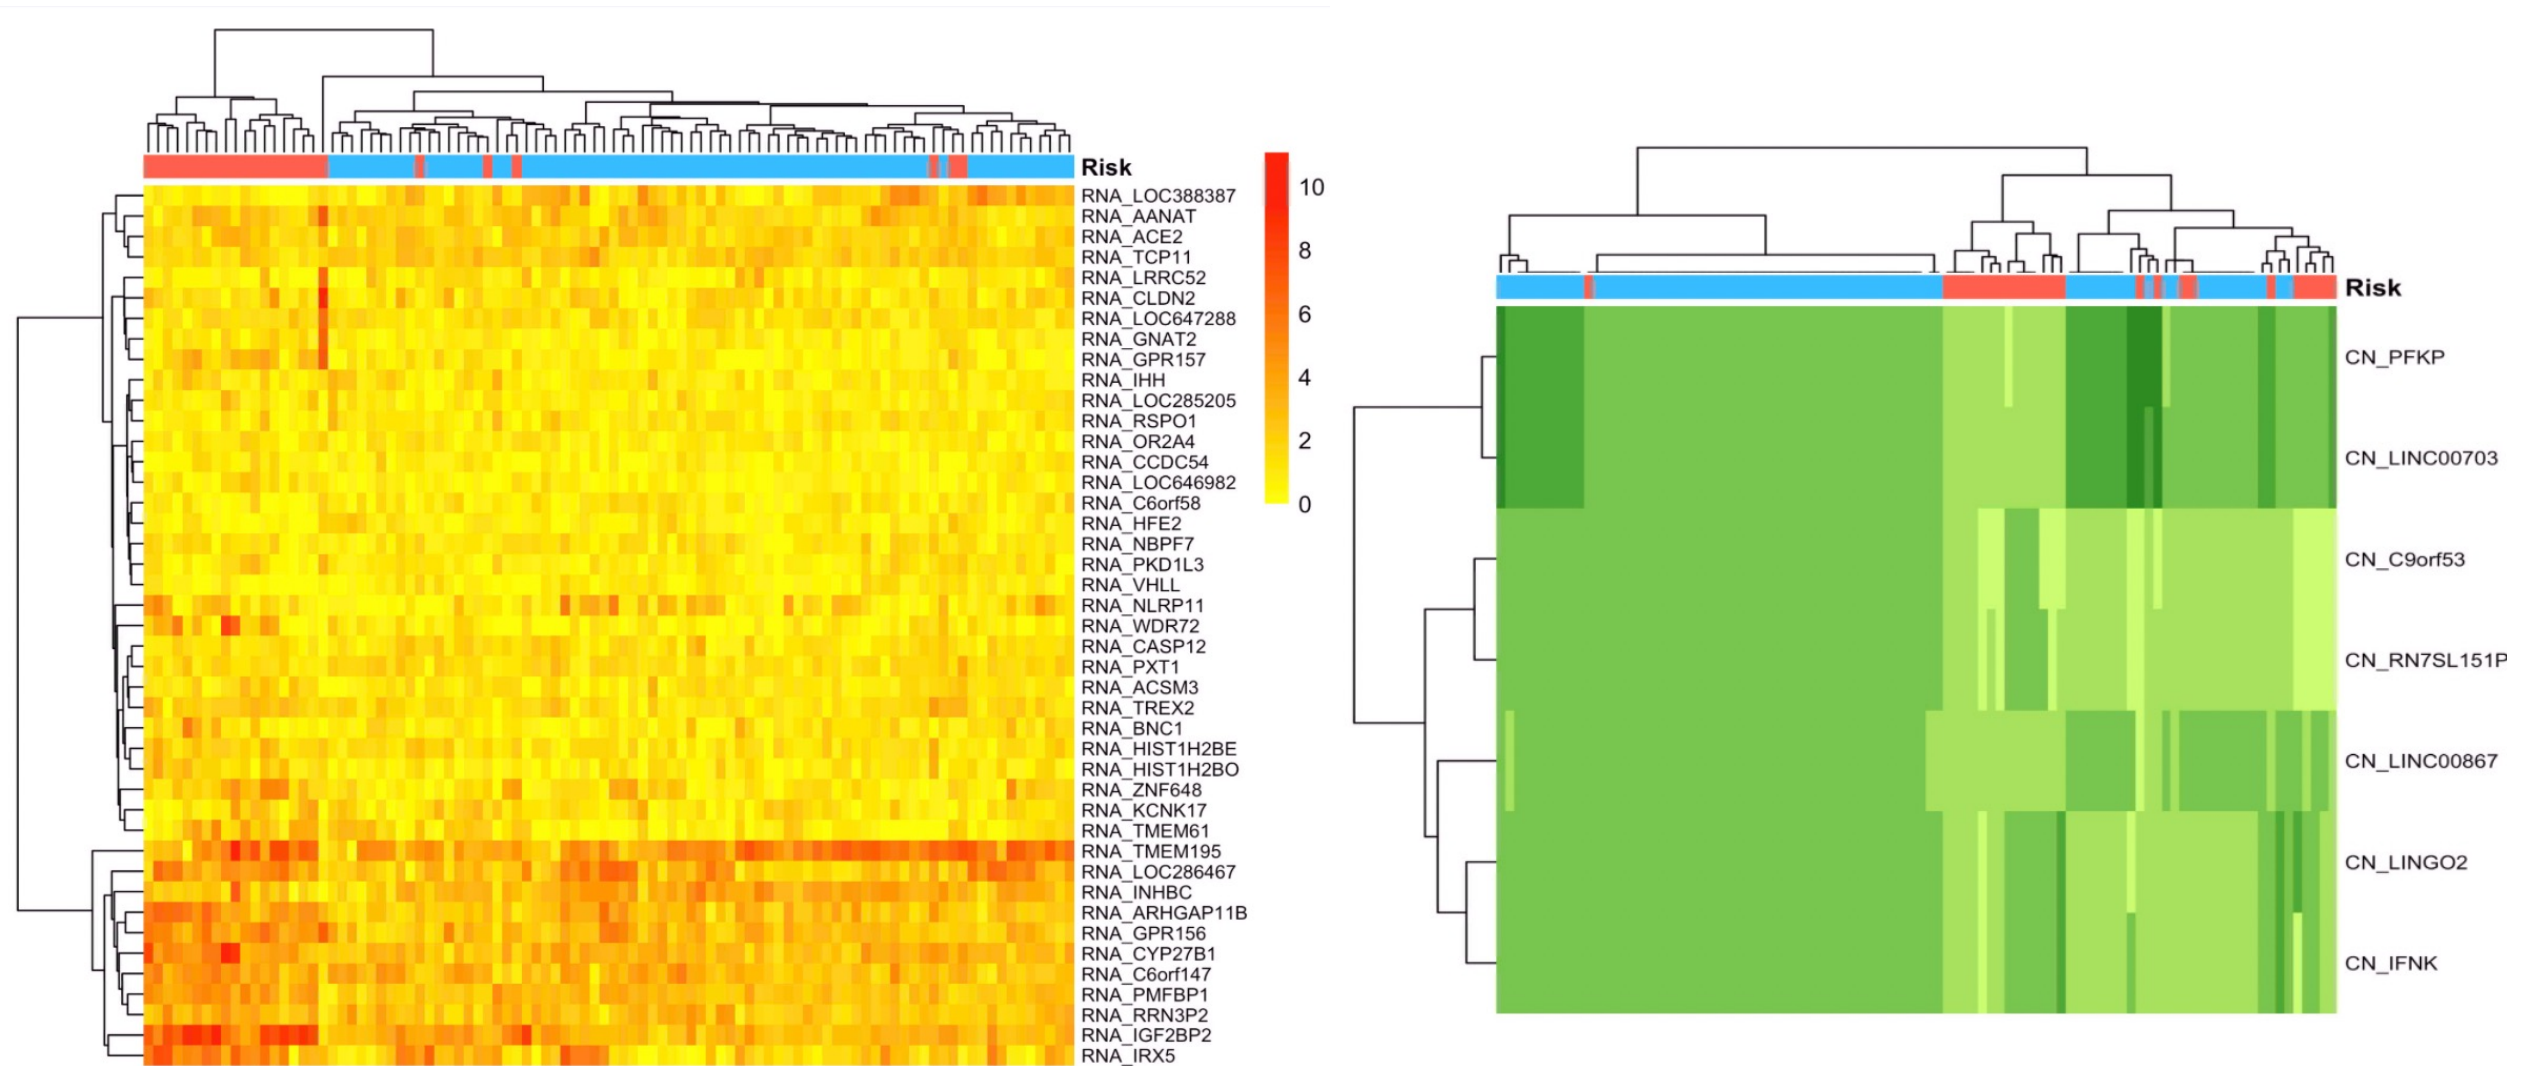 Risk
RNA_LOC388387
RNA_AANAT
RNA_ACE2
RNA_TCP11
RNA_LRRC52
RNA_CLDN2
RNA_LOC647288
RNA_GNAT2
RNA_GPR157
RNA_IHH
RNA_LOC285205
RNA_RSPO1
RNA_OR2A4
RNA_CCDC54
RNA_LOC646982
RNA_C6orf58
RNA_HFE2
RNA_NBPF7
RNA_PKD1L3
RNA_VHLL
RNA_NLRP11
RNA_WDR72
RNA_CASP12
RNA_PXT1
RNA_ACSM3
RNA_TREX2
RNA_BNC1
RNA_HIST1H2BE
RNA_HIST1H2BO
RNA_ZNF648
RNA_KCNK17
RNA_TMEM61
RNA_TMEM195
RNA_LOC286467
RNA_INHBC
RNA_ARHGAP11B
RNA_GPR156
RNA_CYP27B1
RNA_C6orf147
RNA_PMFBP1
RNA_RRN3P2
RNA_IGF2BP2
RNA_IRX5
10
8
6
4
2
0
Risk
CN_PFKP
CN_LINC00703
CN_C9orf53
CN_RN7SL151P
CN_LINC00867
CN_LINGO2
CN_IFNK